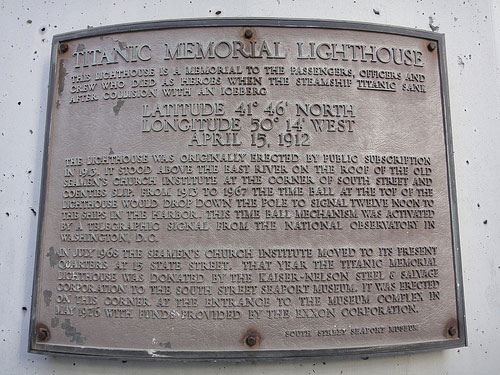 TITANIC MEMORIAL LIGHTHOUSE
THIS LIGHTHOUSE IS A MEMORIAL TO THE PASSENGERS, OFFICERS AND
CREW WHO DIED AS HEROES WHEN THE STEAMSHIP TITANIC SANK
AFTER COLLISION WITH AN ICEBERG
LATITUDE 41° 46' NORTH
LONGITUDE 50° 14' WEST
APRIL 15, 1912
THE LIGHTHOUSE WAS ORIGINALLY ERECTED BY PUBLIC SUBSCRIPTION
IN 1913. IT STOOD ABOVE THE EAST RIVER ON THE ROOF OF THE OLD
SEAMEN'S CHURCH INSTITUTE AT THE CORNER OF SOUTH STREET AND
COENTIES SLIP. FROM 1913 TO 1967 THE TIME BALL AT THE TOP OF THE
LIGHTHOUSE WOULD DROP DOWN THE POLE TO SIGNAL TWELVE NOON TO
THE SHIPS IN THE HARBOR. THIS TIME BALL MECHANISM WAS ACTIVATED
BY A TELEGRAPHIC SIGNAL FROM THE NATIONAL OBSERVATORY IN
WASHINGTON, D.C.
IN JULY 1968 THE SEAMEN'S CHURCH INSTITUTE MOVED TO ITS PRESENT
QUARTERS AT 15 STATE STREET. THAT YEAR THE TITANIC MEMORIAL
LIGHTHOUSE WAS DONATED BY THE KAISER-NELSON STEEL & SALVAGE
CORPORATION TO THE SOUTH STREET SEAPORT MUSEUM. IT WAS ERECTED
ON THIS CORNER AT THE ENTRANCE TO THE MUSEUM COMPLEX IN
MAY 1976 WITH FUNDS PROVIDED BY THE EXXON CORPORATION.
SOUTH STREET SEAPORT MUSEUM